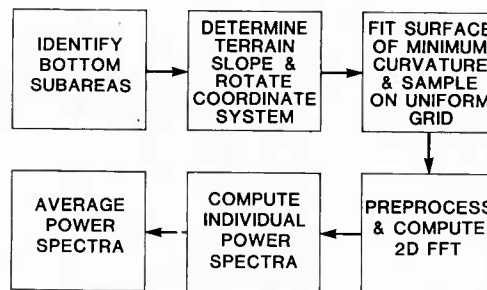 IDENTIFY
BOTTOM
SUBAREAS
DETERMINE
TERRAIN
SLOPE &
ROTATE
COORDINATE
SYSTEM
FIT SURFACE
OF MINIMUM
CURVATURE
& SAMPLE
ON UNIFORM
GRID
PREPROCESS
& COMPUTE
2D FFT
COMPUTE
INDIVIDUAL
POWER
SPECTRA
AVERAGE
POWER
SPECTRA